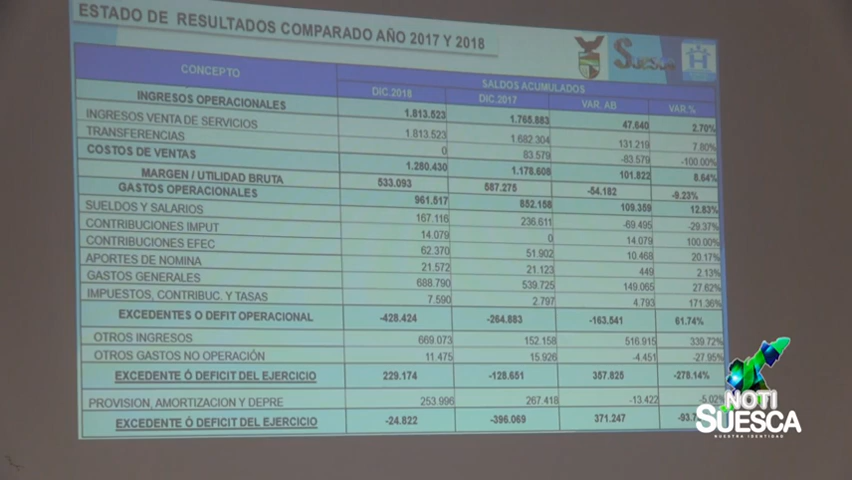 ESTADO DE RESULTADOS COMPARADO AÑO 2017 Y 2018
Suesca
CONCEPTO SALDOS ACUMULADOS
DIC.2018 DIC.2017 VAR. AB VAR.%
INGRESOS OPERACIONALES 1.813.523 1.765.883 47.640 2.70%
INGRESOS VENTA DE SERVICIOS 1.813.523 1.682.304 131.219 7.80%
TRANSFERENCIAS 0 83.579 -83.579 -100.00%
COSTOS DE VENTAS 1.280.430 1.178.608 101.822 8.64%
MARGEN / UTILIDAD BRUTA 533.093 587.275 -54.182 -9.23%
GASTOS OPERACIONALES 961.517 852.158 109.359 12.83%
SUELDOS Y SALARIOS 167.116 236.611 -69.495 -29.37%
CONTRIBUCIONES IMPUT 14.079 0 14.079 100.00%
CONTRIBUCIONES EFEC 62.370 51.902 10.468 20.17%
APORTES DE NOMINA 21.572 21.123 449 2.13%
GASTOS GENERALES 688.790 539.725 149.065 27.62%
IMPUESTOS, CONTRIBUC. Y TASAS 7.590 2.797 4.793 171.36%
EXCEDENTES O DEFIT OPERACIONAL -428.424 -264.883 -163.541 61.74%
OTROS INGRESOS 669.073 152.158 516.915 339.72%
OTROS GASTOS NO OPERACIÓN 11.475 15.926 -4.451 -27.95%
EXCEDENTE Ó DEFICIT DEL EJERCICIO 229.174 -128.651 357.825 -278.14%
PROVISION, AMORTIZACION Y DEPRE 253.996 267.418 -13.422 -5.02%
EXCEDENTE Ó DEFICIT DEL EJERCICIO -24.822 -396.069 371.247
NOTI
SUESCA
NUESTRA IDENTIDAD